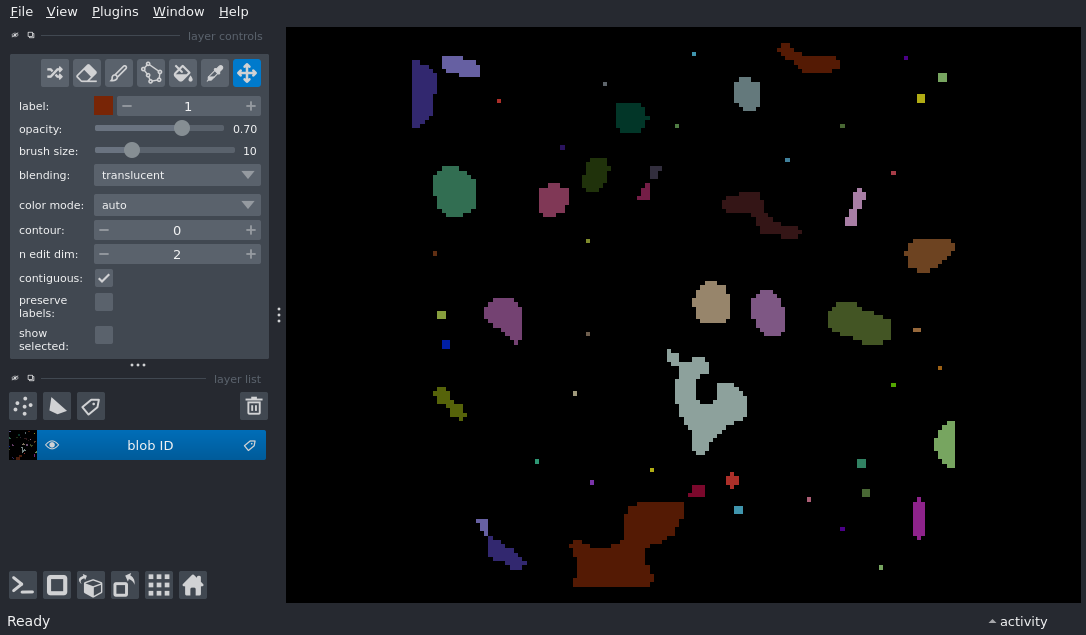 File View Plugins Window Help
layer controls
label: 1
opacity: 0.70
brush size: 10
blending: translucent
color mode: auto
contour: 0
n edit dim: 2
contiguous:
preserve
labels:
show
selected:
layer list
blob ID
Ready
activity